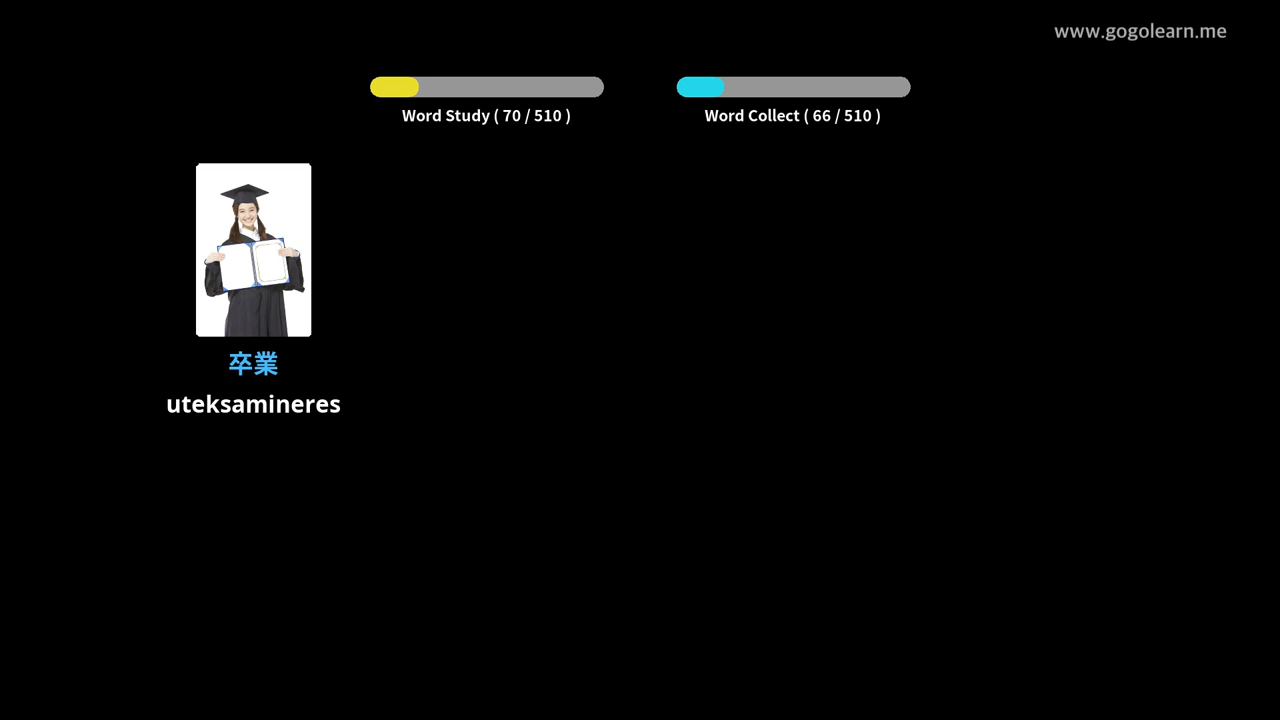 www.gogolearn.me
Word Study ( 70 / 510 )
Word Collect ( 66 / 510 )
卒業
uteksamineres